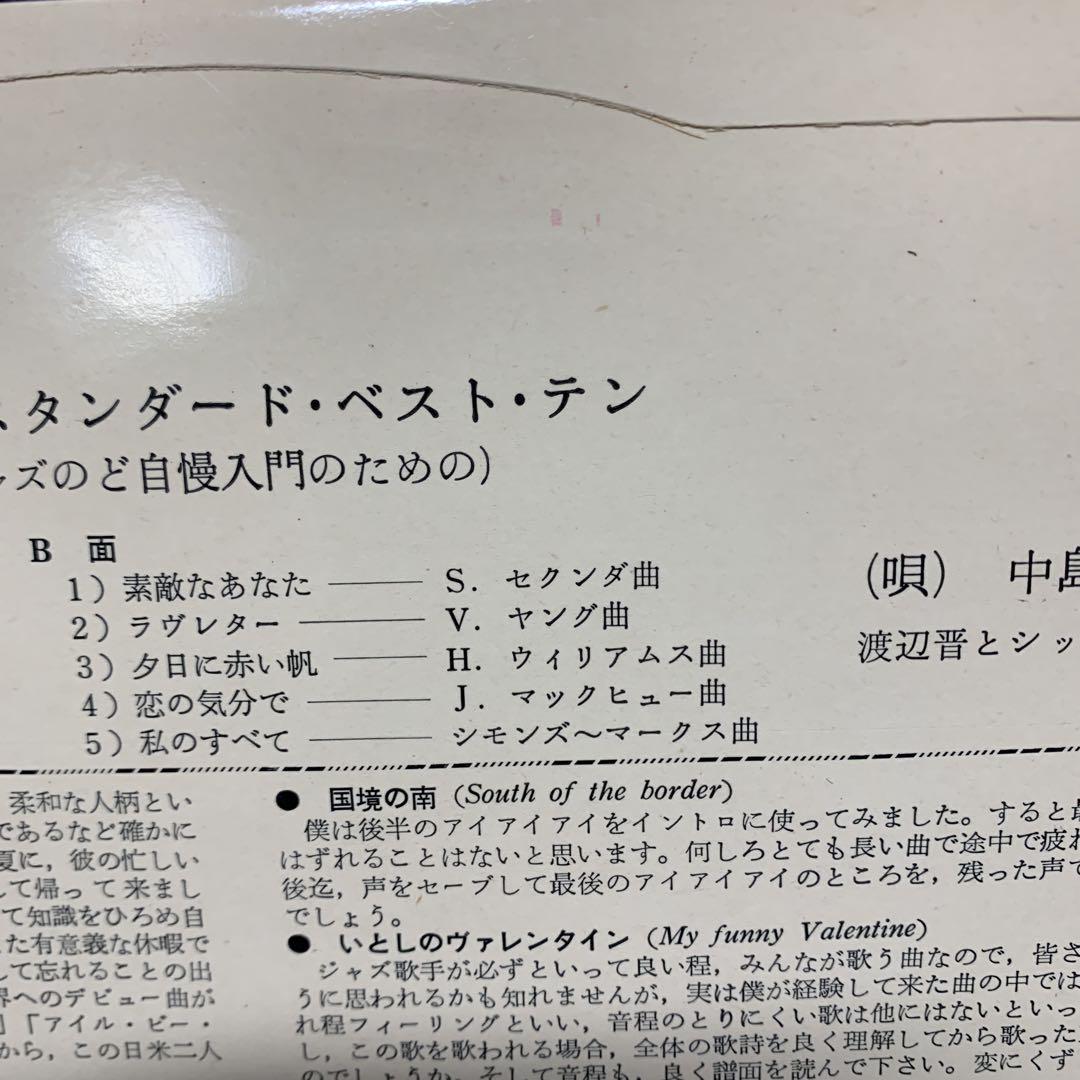 スタンダード・ベスト・テン
ャズのど自慢入門のための)
B 面
1) 素敵なあなた ——— S. セクンダ曲
2) ラヴレター ——— V. ヤング曲
3) 夕日に赤い帆 ——— H. ウィリアムス曲
4) 恋の気分で ——— J. マックヒュー曲
5) 私のすべて ——— シモンズ～マークス曲
(唄) 中島
渡辺晋とシッ
柔和な人柄とい
であるなど確かに
夏に，彼の忙しい
して帰って来まし
て知識をひろめ自
た有意義な休暇で
して忘れることの出
界へのデビュー曲が
「アイル・ビー・
から，この日米二人
● 国境の南 (South of the border)
僕は後半のアイアイアイをイントロに使ってみました。すると最
はずれることはないと思います。何しろとても長い曲で途中で疲れ
後迄，声をセーブして最後のアイアイアイのところを，残った声で
でしょう。
● いとしのヴァレンタイン (My funny Valentine)
ジャズ歌手が必ずといって良い程，みんなが歌う曲なので，皆さ
うに思われるかも知れませんが，実は僕が経験して来た曲の中では
れ程フィーリングといい，音程のとりにくい歌は他にはないといっ
し，この歌を歌われる場合，全体の歌詩を良く理解してから歌った
のでしょうか。そして音程も，良く譜面を読んで下さい。変にくず